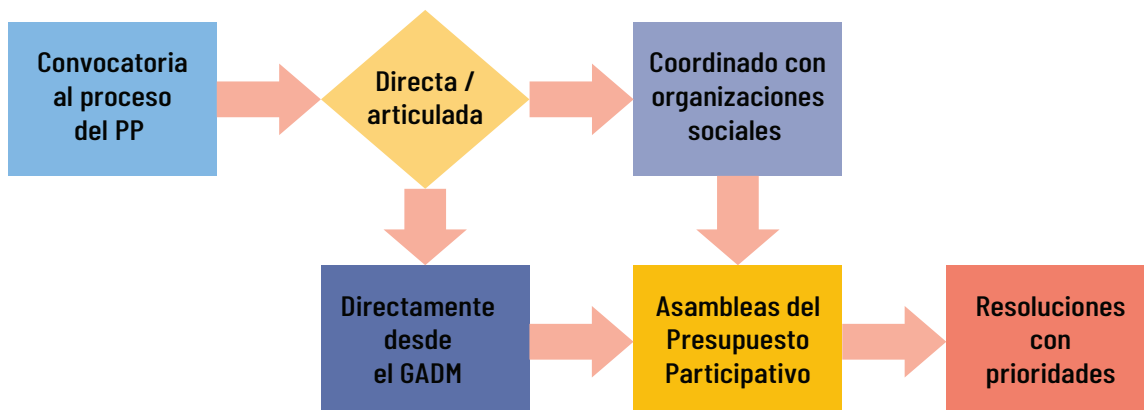 Convocatoria
al proceso
del PP
Directa /
articulada
Coordinado con
organizaciones
sociales
Directamente
desde
el GADM
Asambleas del
Presupuesto
Participativo
Resoluciones
con
prioridades